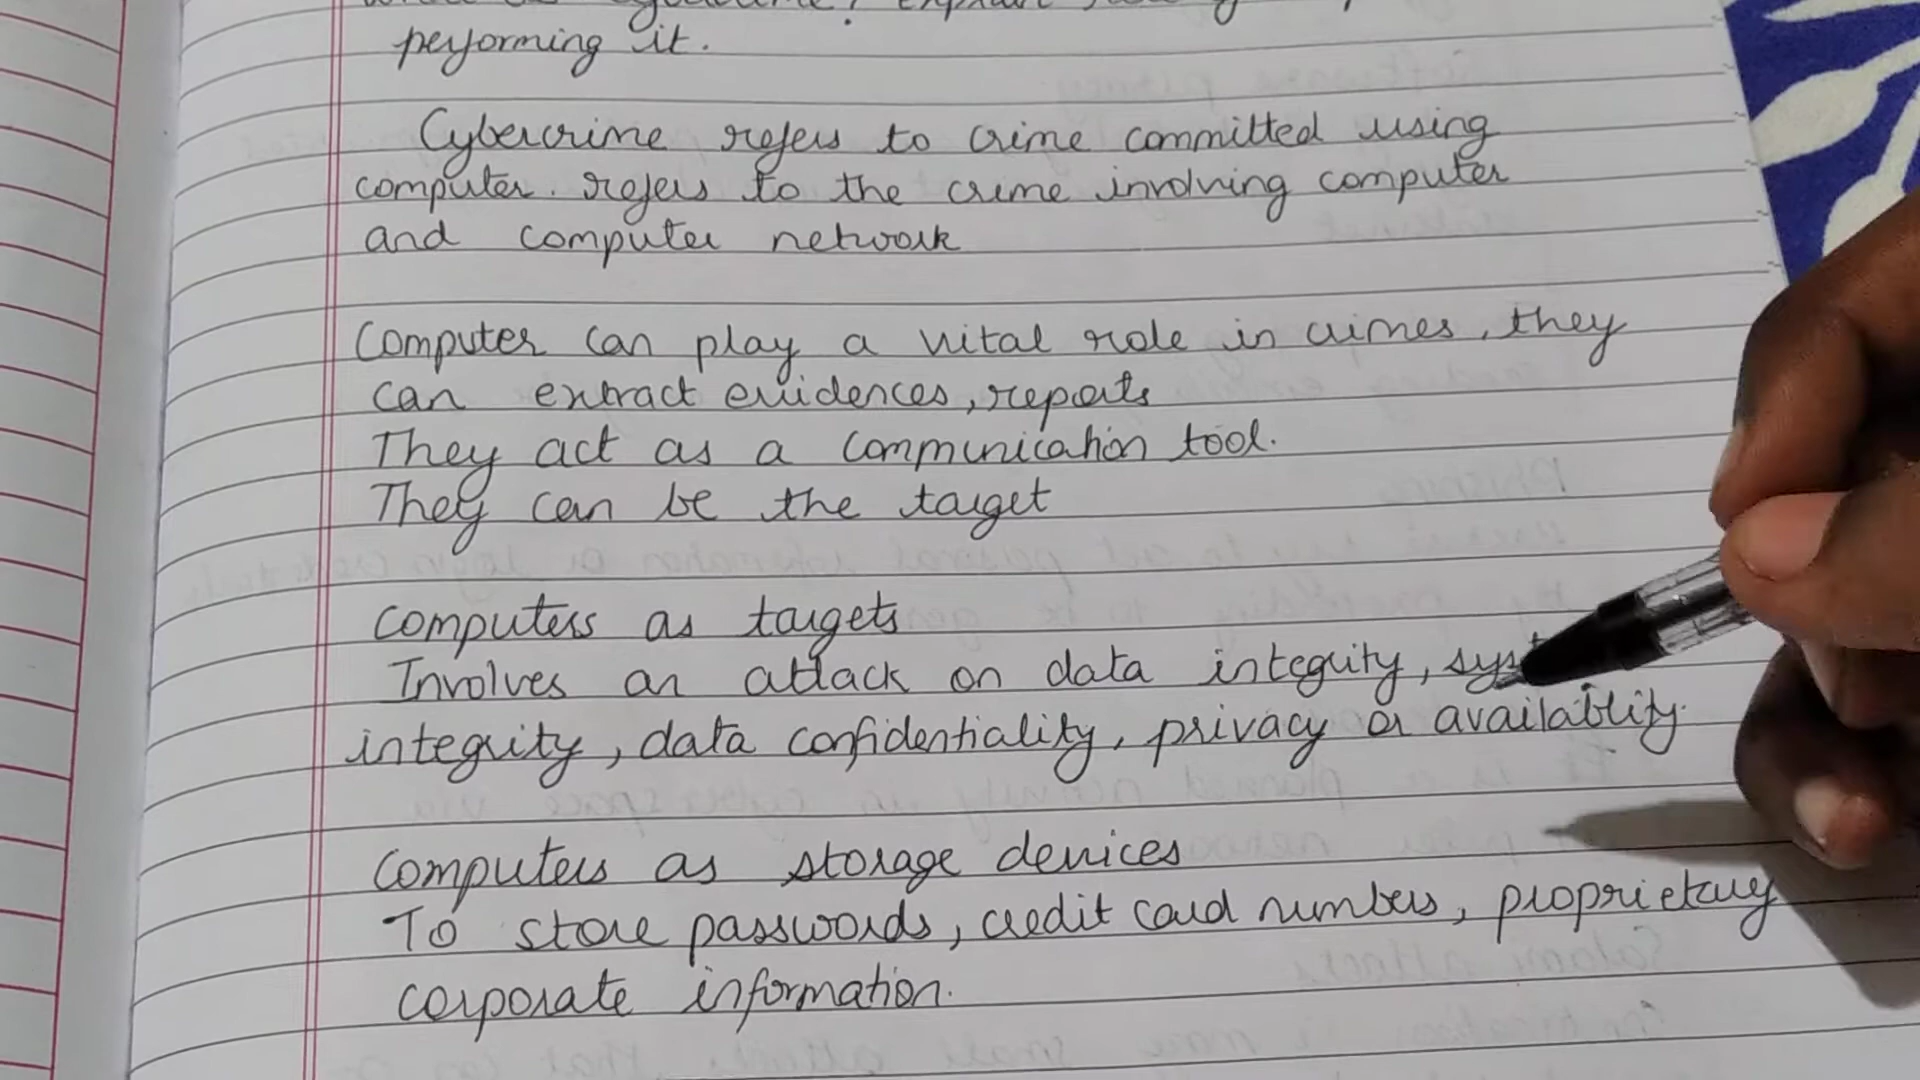 performing it.
Cybercrime refers to crime committed using
computer. refers to the crime involving computer
and computer network
Computer can play a vital role in crimes, they
can extract evidences, reports
They act as a communication tool.
They can be the target
Computers as targets
Involves an attack on data integrity,
integrity, data confidentiality, privacy or availability.
Computers as storage devices
To store passwords, credit card numbers, proprietary
corporate information.